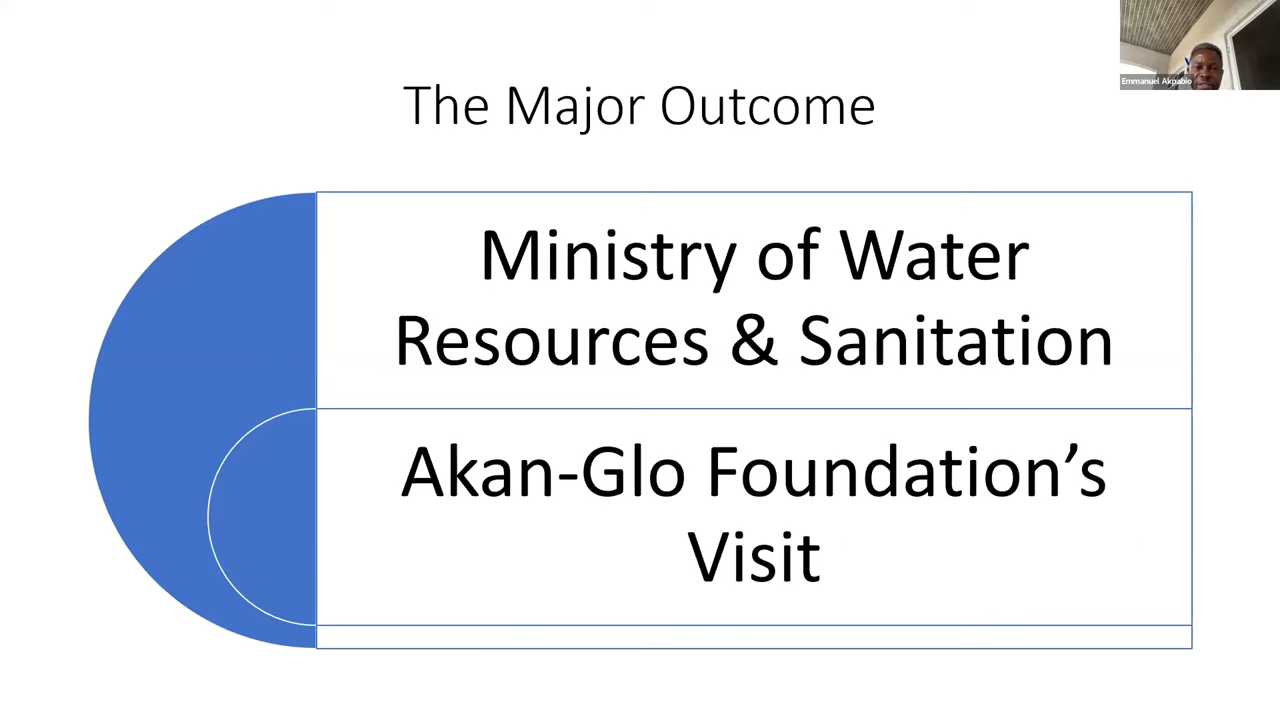 Emmanuel Akpabio
The Major Outcome
Ministry of Water
Resources & Sanitation
Akan-Glo Foundation’s
Visit